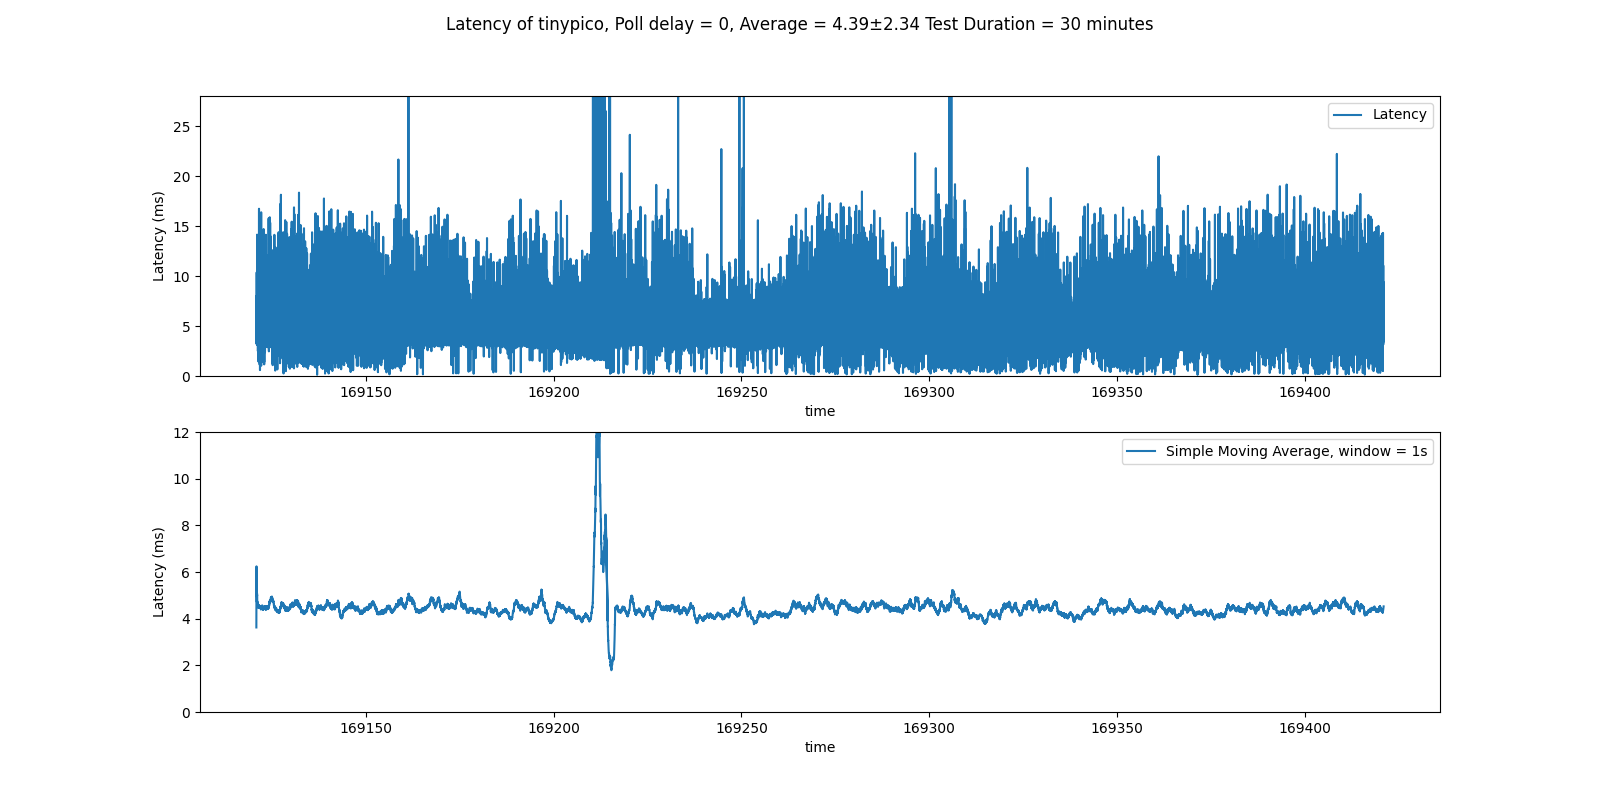 Latency of tinypico, Poll delay = 0, Average = 4.39±2.34 Test Duration = 30 minutes
Latency
Latency (ms)
25
20
15
10
5
0
169150 169200 169250 169300 169350 169400
time
Simple Moving Average, window = 1s
Latency (ms)
12
10
8
6
4
2
0
169150 169200 169250 169300 169350 169400
time